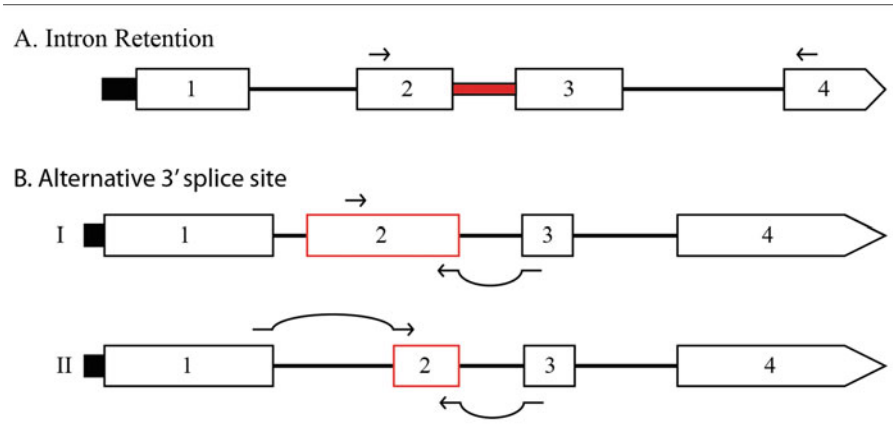 A. Intron Retention
1 2 3 4
B. Alternative 3' splice site
I 1 2 3 4
II 1 2 3 4